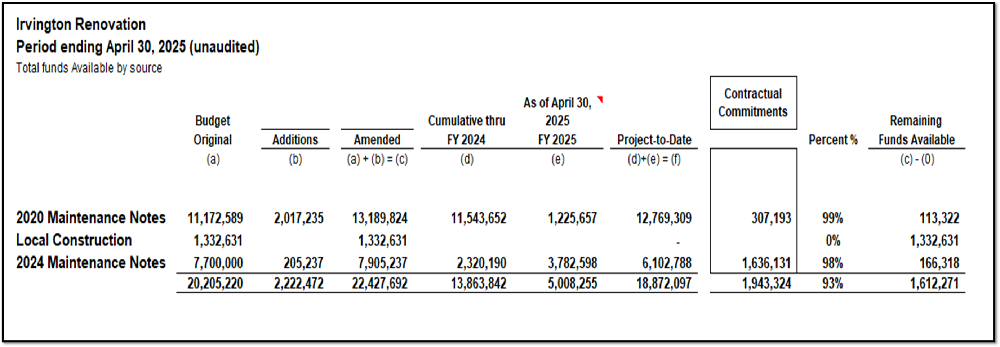 Irvington Renovation
Period ending April 30, 2025 (unaudited)
Total funds Available by source
Contractual
Commitments
As of April 30,
Budget Cumulative thru 2025 Remaining
Original Additions Amended FY 2024 FY 2025 Project-to-Date Percent % Funds Available
(a) (b) (a) + (b) = (c) (d) (e) (d)+(e) = (f) (c) - (0)
2020 Maintenance Notes 11,172,589 2,017,235 13,189,824 11,543,652 1,225,657 12,769,309 307,193 99% 113,322
Local Construction 1,332,631 1,332,631 - 0% 1,332,631
2024 Maintenance Notes 7,700,000 205,237 7,905,237 2,320,190 3,782,598 6,102,788 1,636,131 98% 166,318
20,205,220 2,222,472 22,427,692 13,863,842 5,008,255 18,872,097 1,943,324 93% 1,612,271